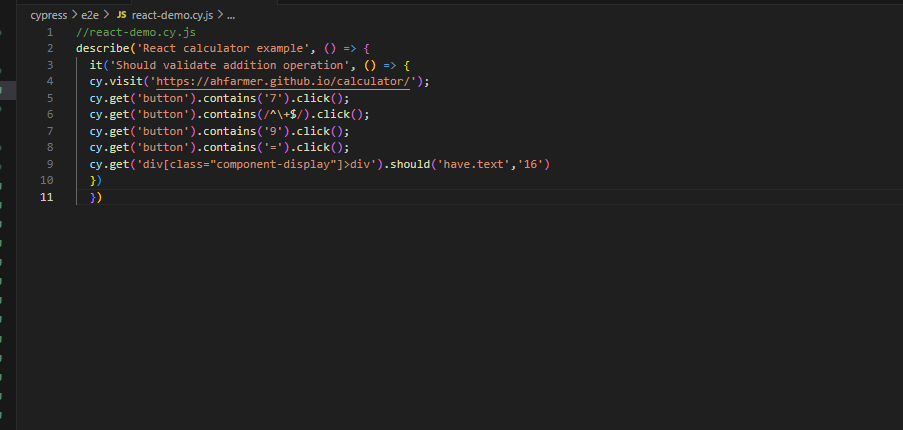 cypress > e2e > JS react-demo.cy.js > ...
1 //react-demo.cy.js
2 describe('React calculator example', () => {
3 it('Should validate addition operation', () => {
4 cy.visit('https://ahfarmer.github.io/calculator/');
5 cy.get('button').contains('7').click();
6 cy.get('button').contains(/^\+$/).click();
7 cy.get('button').contains('9').click();
8 cy.get('button').contains('=').click();
9 cy.get('div[class="component-display"]>div').should('have.text','16')
10 })
11 })